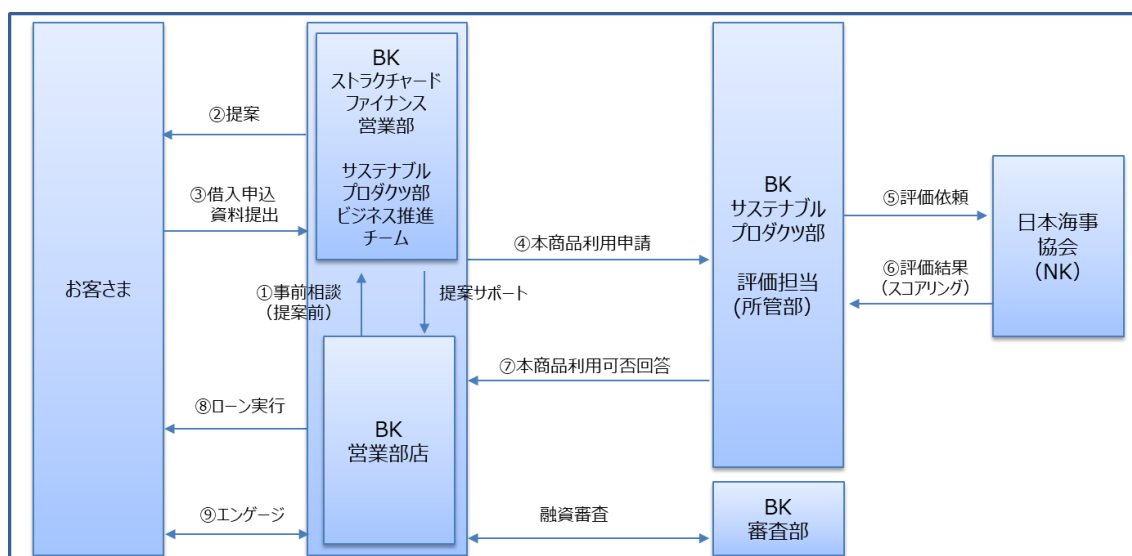 お客さま
②提案
③借入申込
資料提出
BK
ストラクチャード
ファイナンス
営業部
サステナブル
プロダクツ部
ビジネス推進
チーム
①事前相談
（提案前）
提案サポート
BK
営業部店
④本商品利用申請
⑦本商品利用可否回答
⑧ローン実行
⑨エンゲージ
融資審査
BK
サステナブル
プロダクツ部
評価担当
(所管部）
⑤評価依頼
⑥評価結果
（スコアリング）
日本海事
協会
（NK）
BK
審査部